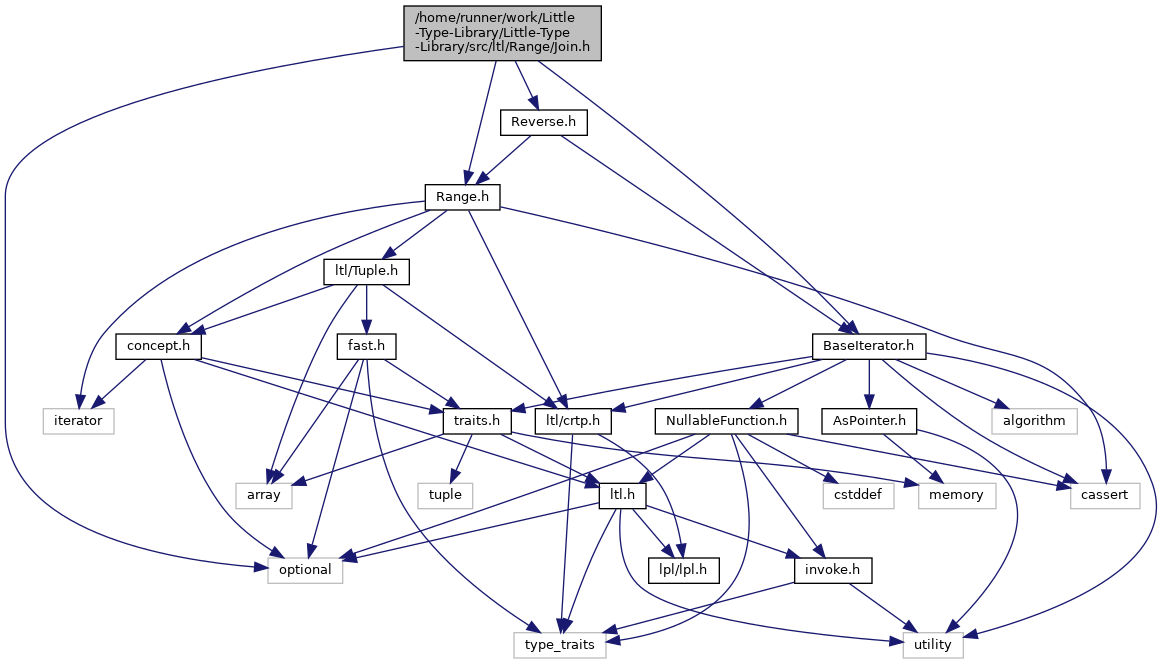 /home/runner/work/Little
-Type-Library/Little-Type
-Library/src/ltl/Range/Join.h
Reverse.h
Range.h
ltl/Tuple.h
concept.h
fast.h
BaseIterator.h
iterator
traits.h
ltl/crtp.h
NullableFunction.h
AsPointer.h
algorithm
array
tuple
ltl.h
cstddef
memory
cassert
optional
lpl/lpl.h
invoke.h
type_traits
utility